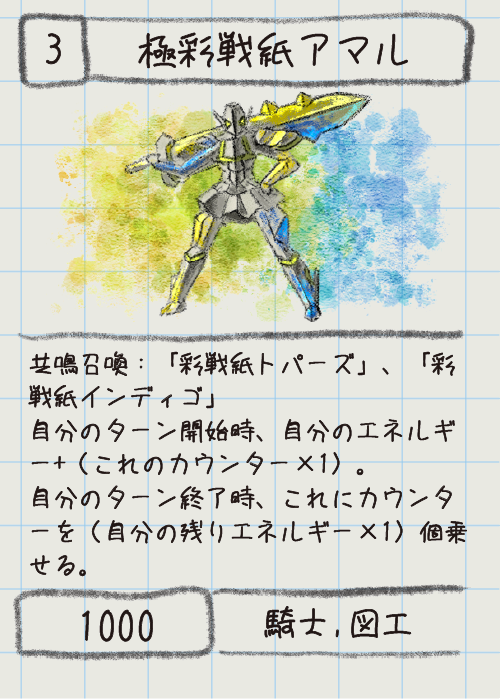 3
極彩戦紙アマル
共鳴召喚：「彩戦紙トパーズ」、「彩
戦紙インディゴ」
自分のターン開始時、自分のエネルギ
ー+（これのカウンター×1）。
自分のターン終了時、これにカウンタ
ーを（自分の残りエネルギー×1）個乗
せる。
1000
騎士,図工